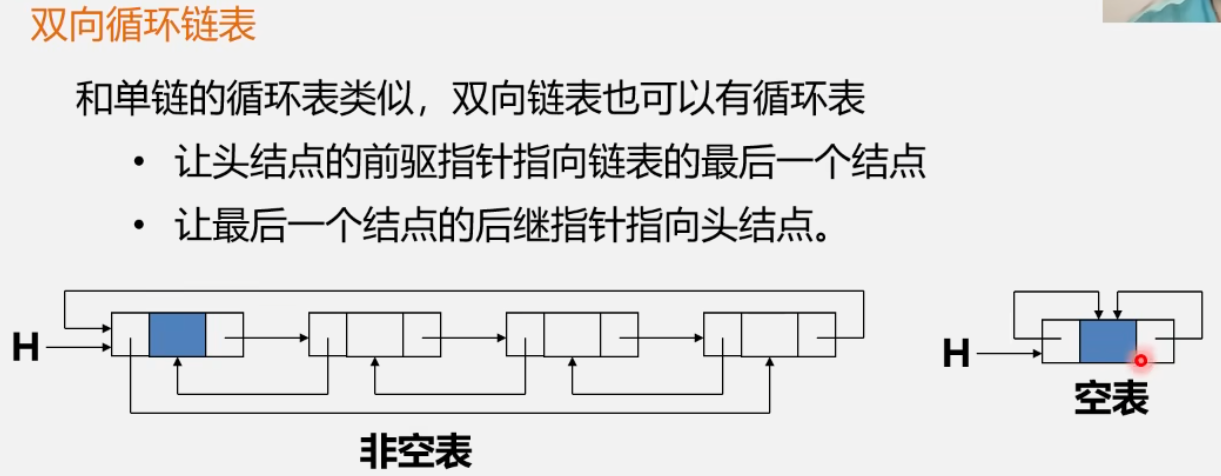 双向循环链表
和单链的循环表类似，双向链表也可以有循环表
• 让头结点的前驱指针指向链表的最后一个结点
• 让最后一个结点的后继指针指向头结点。
H
H
空表
非空表